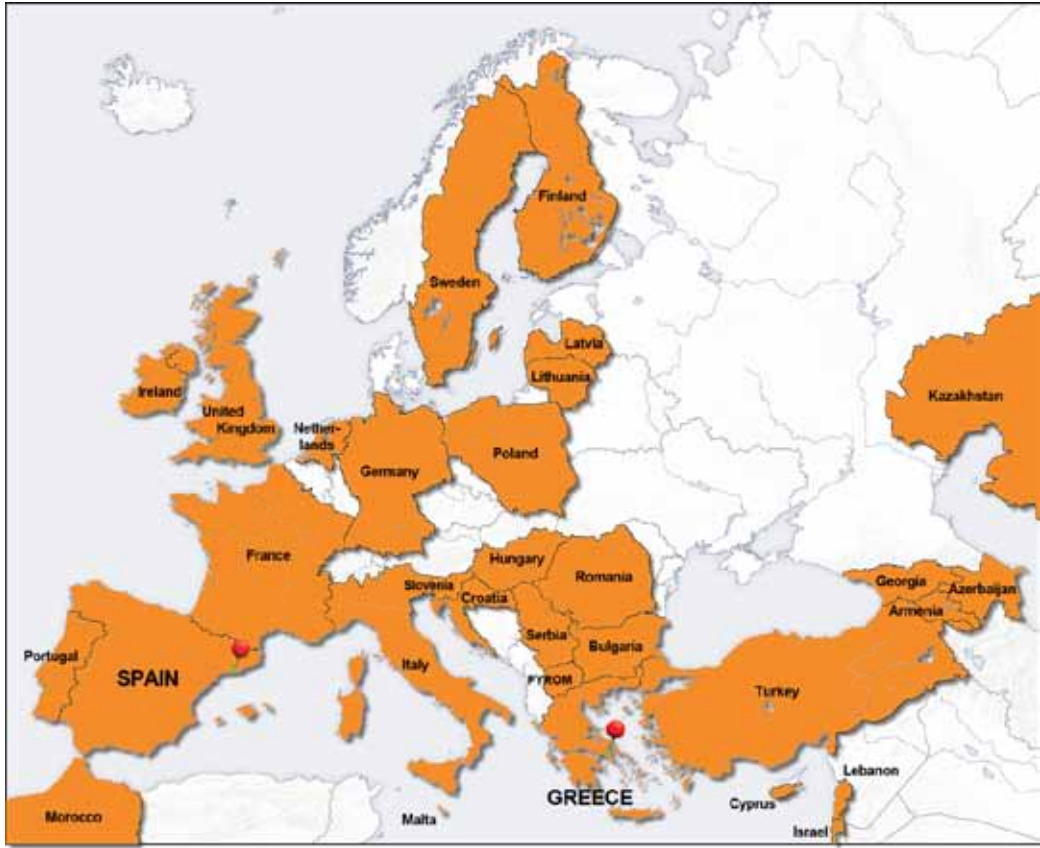 Finland
Sweden
Latvia
Lithuania
Ireland
United
Kingdom
Nether-
lands
Kazakhstan
Poland
Germany
France
Hungary
Romania
Slovenia
Croatia
Georgia
Azerbaijan
Armenia
Serbia
Bulgaria
Portugal
SPAIN
Italy
FYROM
Turkey
Lebanon
GREECE
Cyprus
Morocco
Malta
Israel